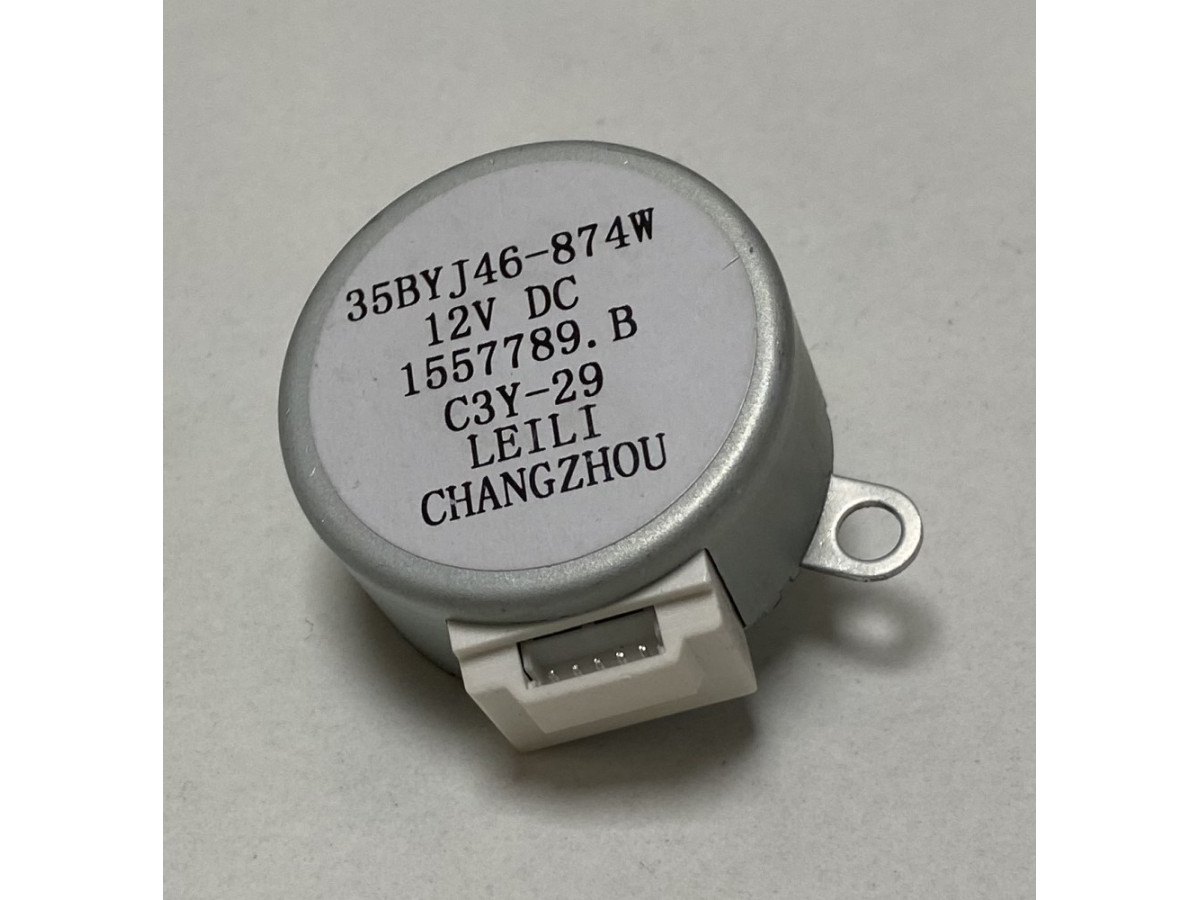 35BYJ46-874W
12V DC
1557789.B
C3Y-29
LEILI
CHANGZHOU